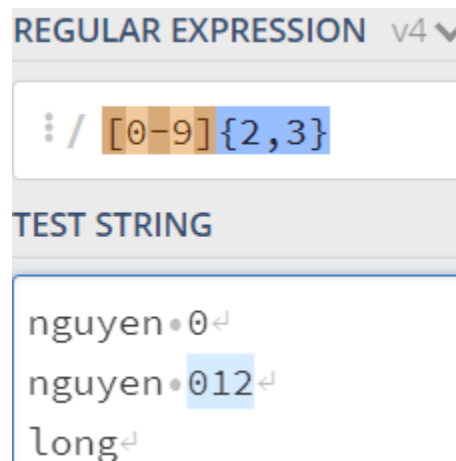 REGULAR EXPRESSION v4
/ [0-9]{2,3}
TEST STRING
nguyen·0↵
nguyen·012↵
long↵